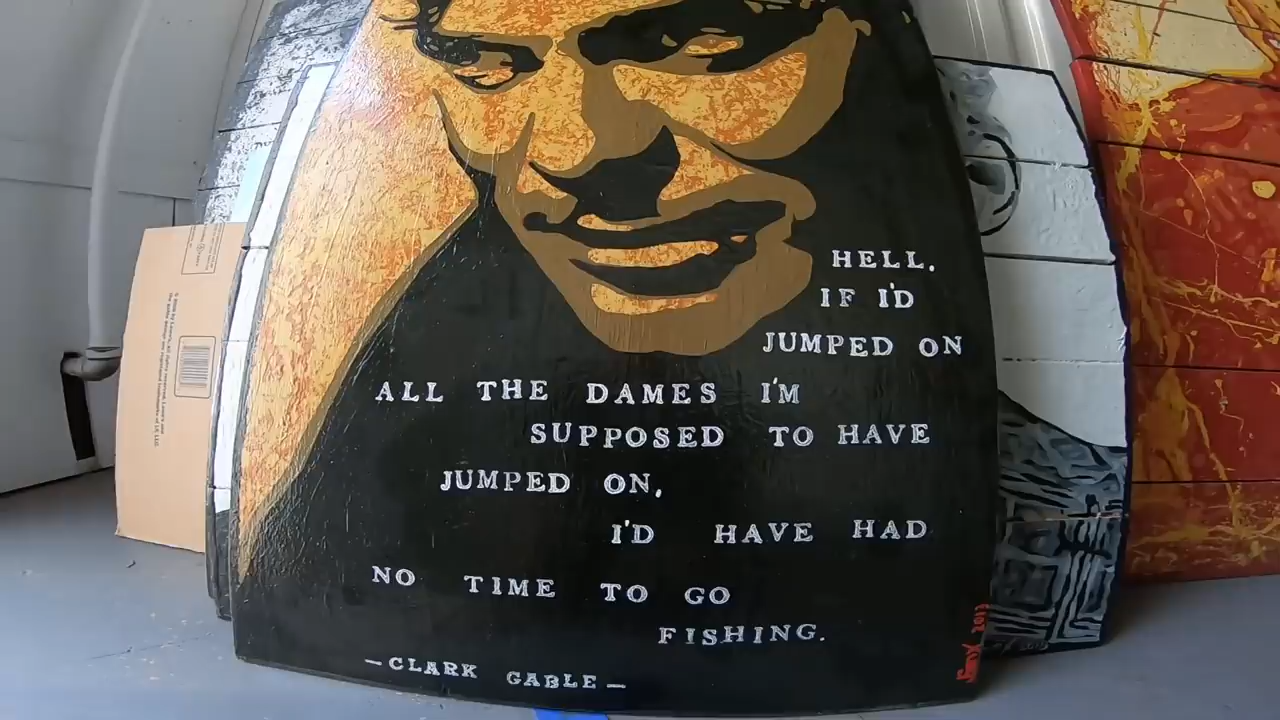 HELL,
IF I'D
JUMPED ON
ALL THE DAMES I'M
SUPPOSED TO HAVE
JUMPED ON,
I'D HAVE HAD
NO TIME TO GO
FISHING.
-CLARK GABLE-
2013